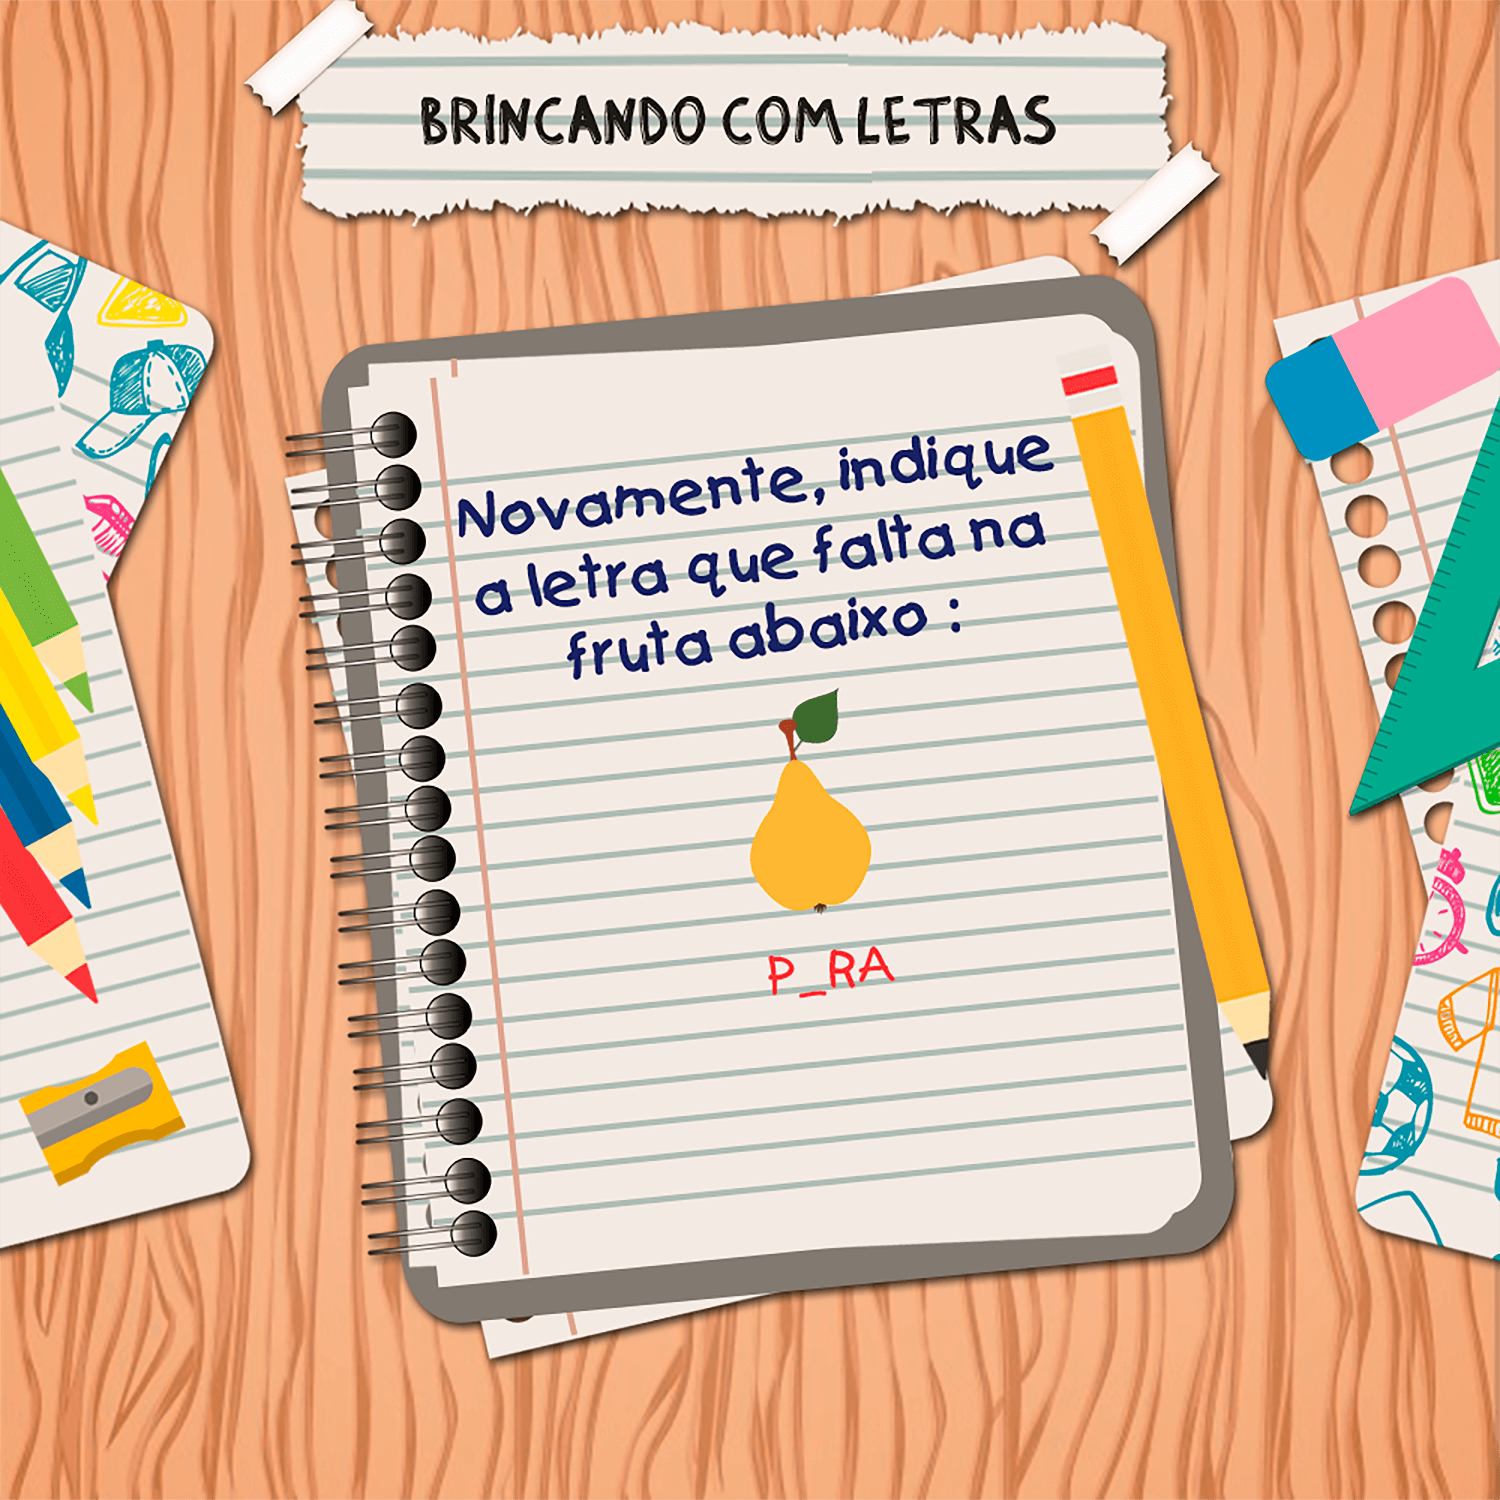 BRINCANDO COM LETRAS
Novamente, indique
a letra que falta na
fruta abaixo :
P_RA